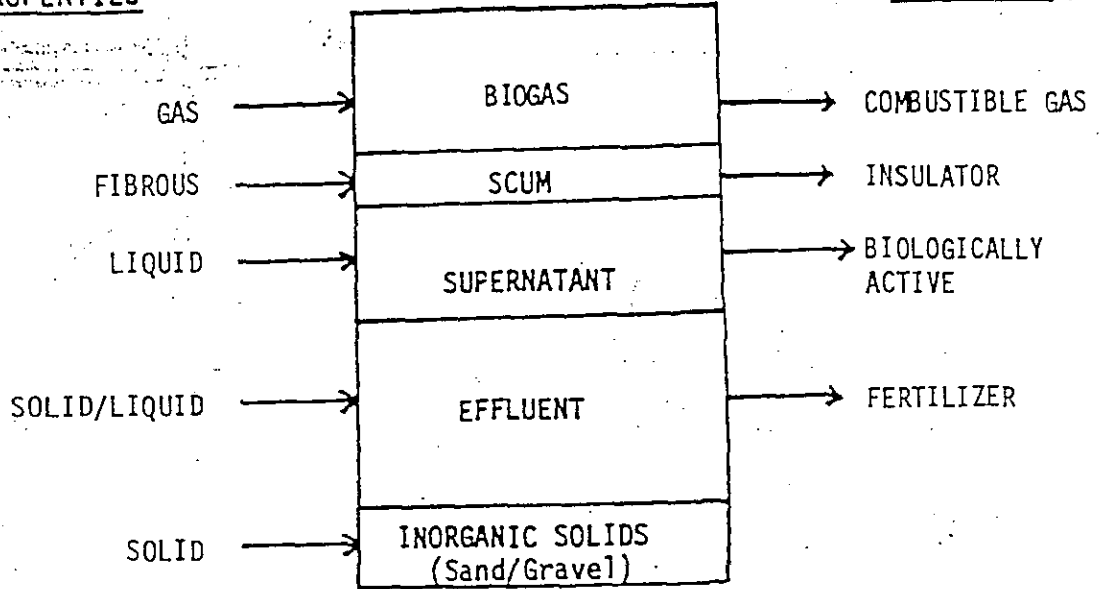 GAS BIOGAS COMBUSTIBLE GAS
FIBROUS SCUM INSULATOR
LIQUID SUPERNATANT BIOLOGICALLY
ACTIVE
SOLID/LIQUID EFFLUENT FERTILIZER
SOLID INORGANIC SOLIDS
(Sand/Gravel)